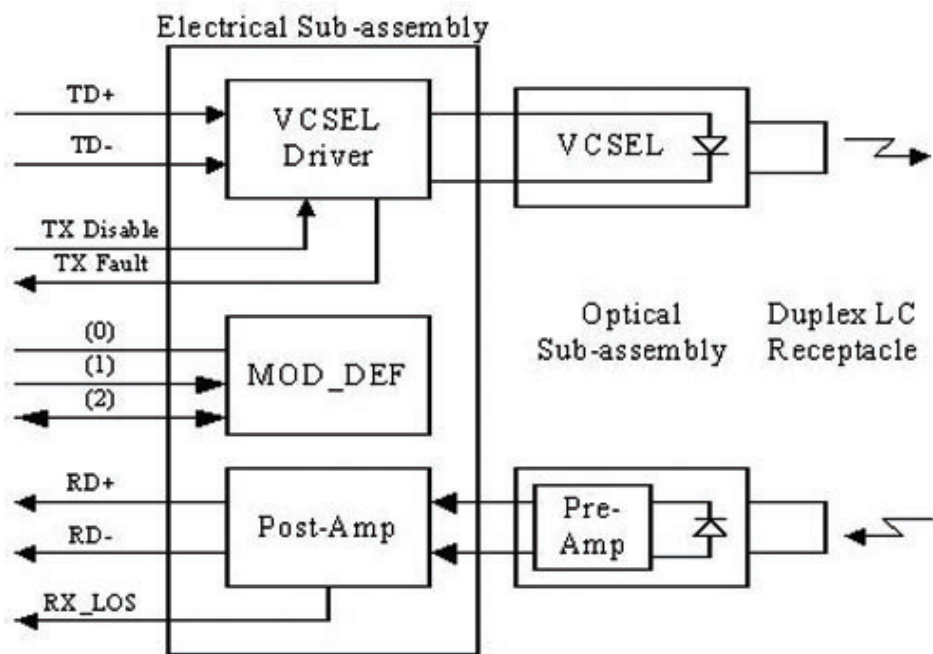 Electrical Sub-assembly
TD+
TD-
VCSEL
Driver
VCSEL
TX Disable
TX Fault
(0)
(1)
(2)
MOD_DEF
Optical
Sub-assembly
Duplex LC
Receptacle
RD+
RD-
RX_LOS
Post-Amp
Pre-
Amp